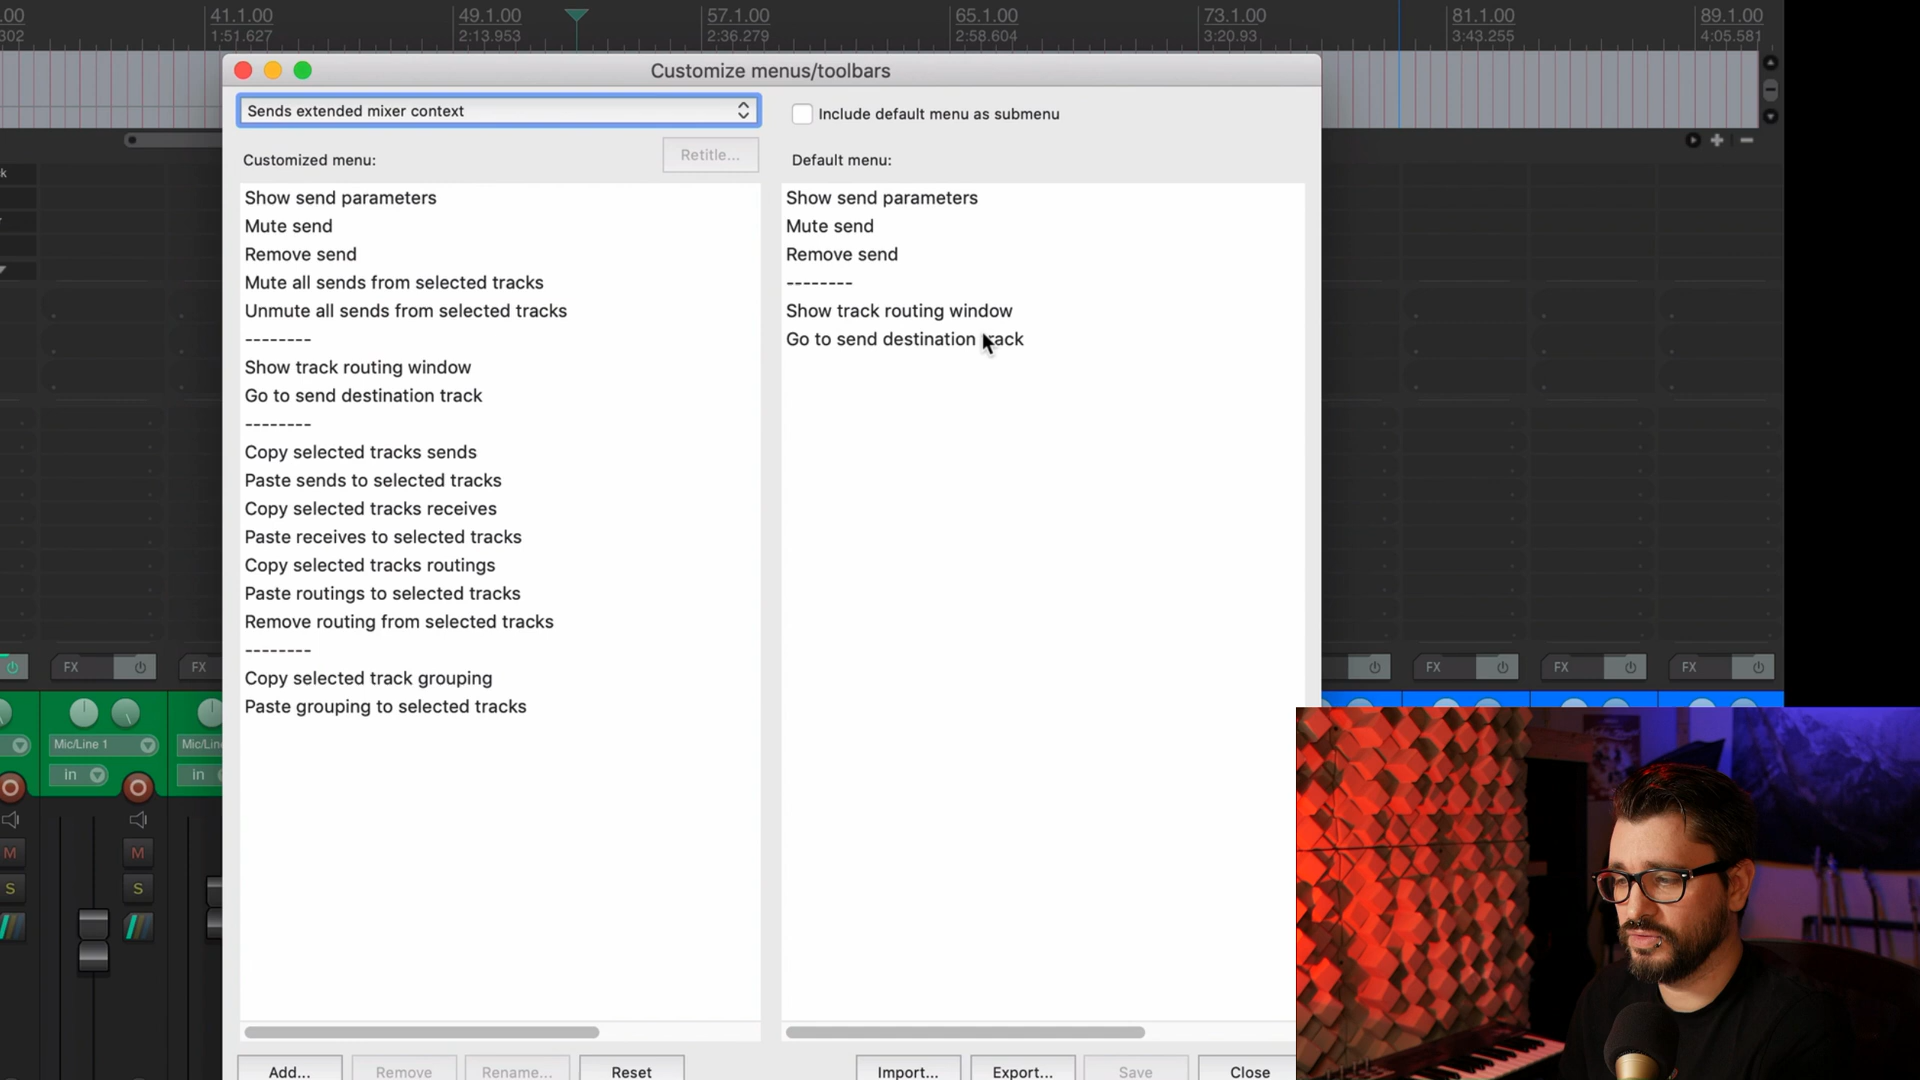 .00 41.1.00 49.1.00 57.1.00 65.1.00 73.1.00 81.1.00 89.1.00
302 1:51.627 2:13.953 2:36.279 2:58.604 3:20.93 3:43.255 4:05.581
Customize menus/toolbars
Sends extended mixer context
Include default menu as submenu
Customized menu:
Retitle...
Default menu:
Show send parameters
Mute send
Remove send
Mute all sends from selected tracks
Unmute all sends from selected tracks
--------
Show track routing window
Go to send destination track
--------
Copy selected tracks sends
Paste sends to selected tracks
Copy selected tracks receives
Paste receives to selected tracks
Copy selected tracks routings
Paste routings to selected tracks
Remove routing from selected tracks
--------
Copy selected track grouping
Paste grouping to selected tracks
Show send parameters
Mute send
Remove send
--------
Show track routing window
Go to send destination track
Add... Remove Rename... Reset
Import... Export... Save Close
k
FX FX FX FX FX
Mic/Line 1 Mic/Lin
in in
M M
S S